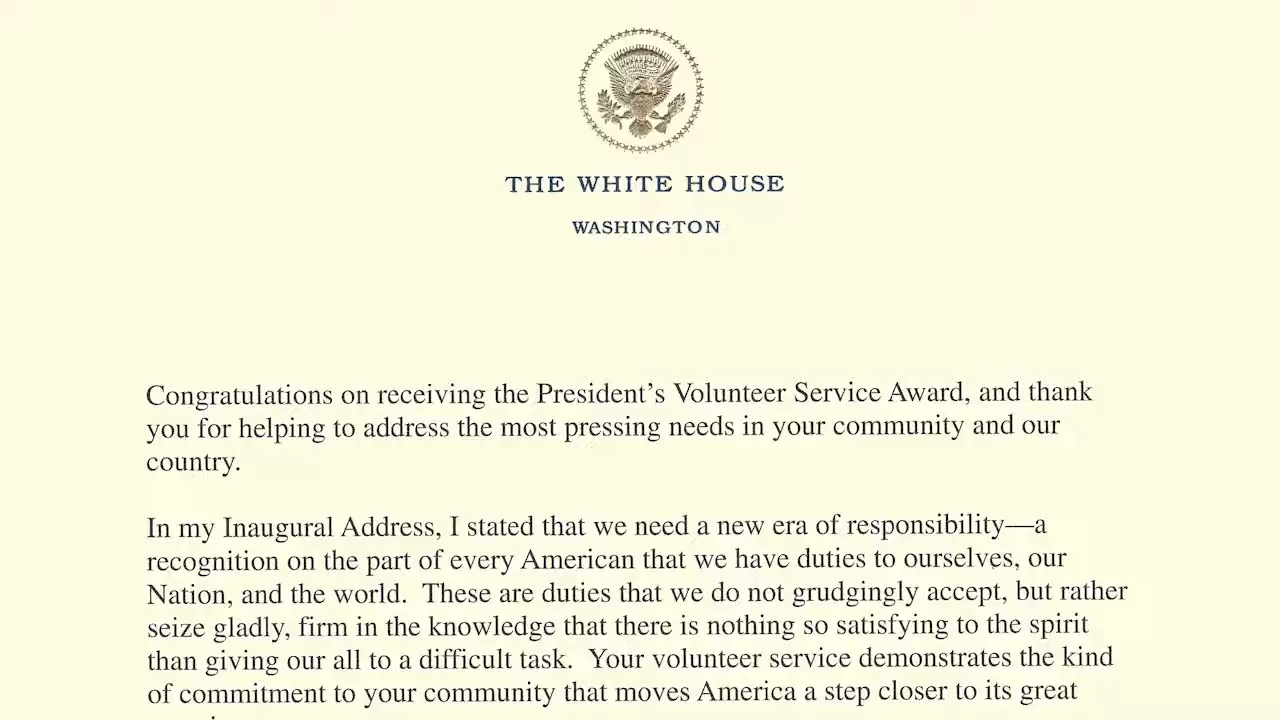 THE WHITE HOUSE
WASHINGTON
Congratulations on receiving the President’s Volunteer Service Award, and thank
you for helping to address the most pressing needs in your community and our
country.
In my Inaugural Address, I stated that we need a new era of responsibility—a
recognition on the part of every American that we have duties to ourselves, our
Nation, and the world.  These are duties that we do not grudgingly accept, but rather
seize gladly, firm in the knowledge that there is nothing so satisfying to the spirit
than giving our all to a difficult task.  Your volunteer service demonstrates the kind
of commitment to your community that moves America a step closer to its great